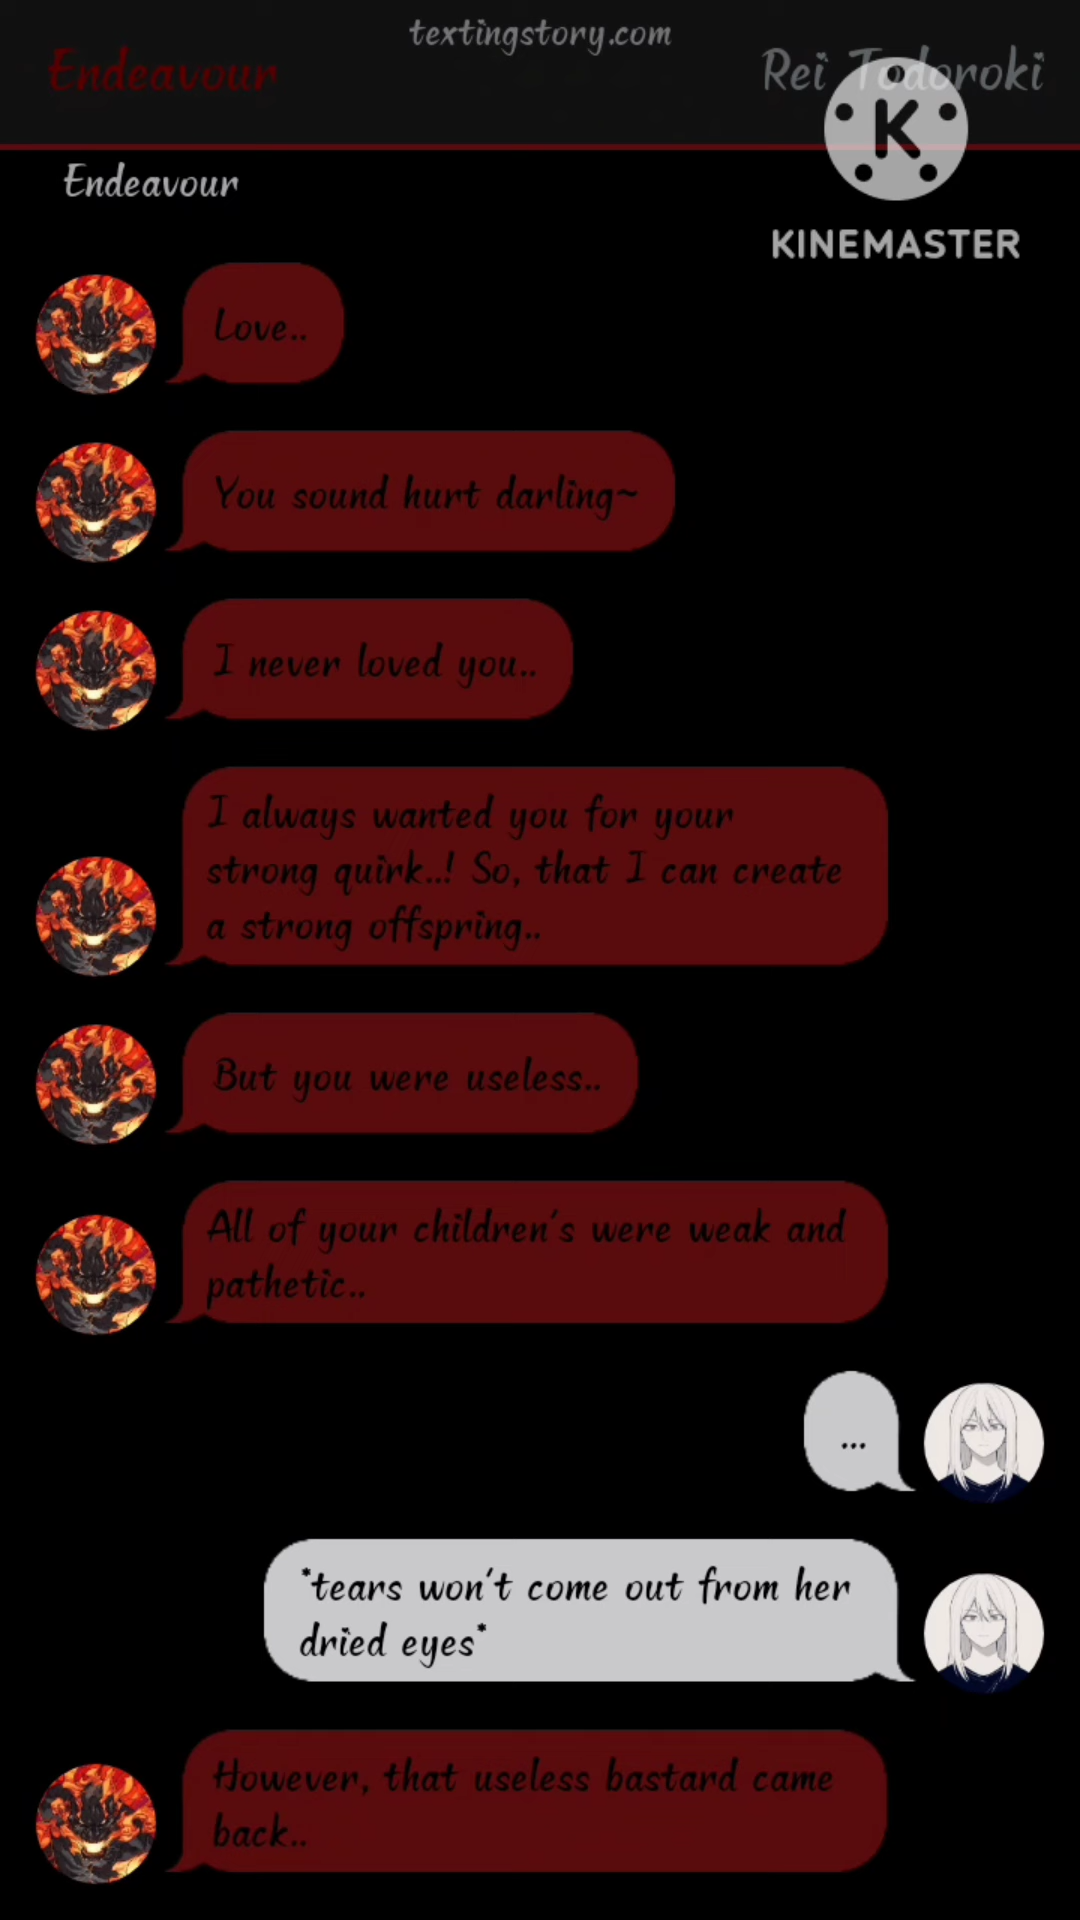 textingstory.com
Endeavour
Rei Todoroki
K
KINEMASTER
Endeavour
Love..
You sound hurt darling~
I never loved you..
I always wanted you for your
strong quirk..! So, that I can create
a strong offspring..
But you were useless..
All of your children's were weak and
pathetic..
...
*tears won't come out from her
dried eyes*
However, that useless bastard came
back..